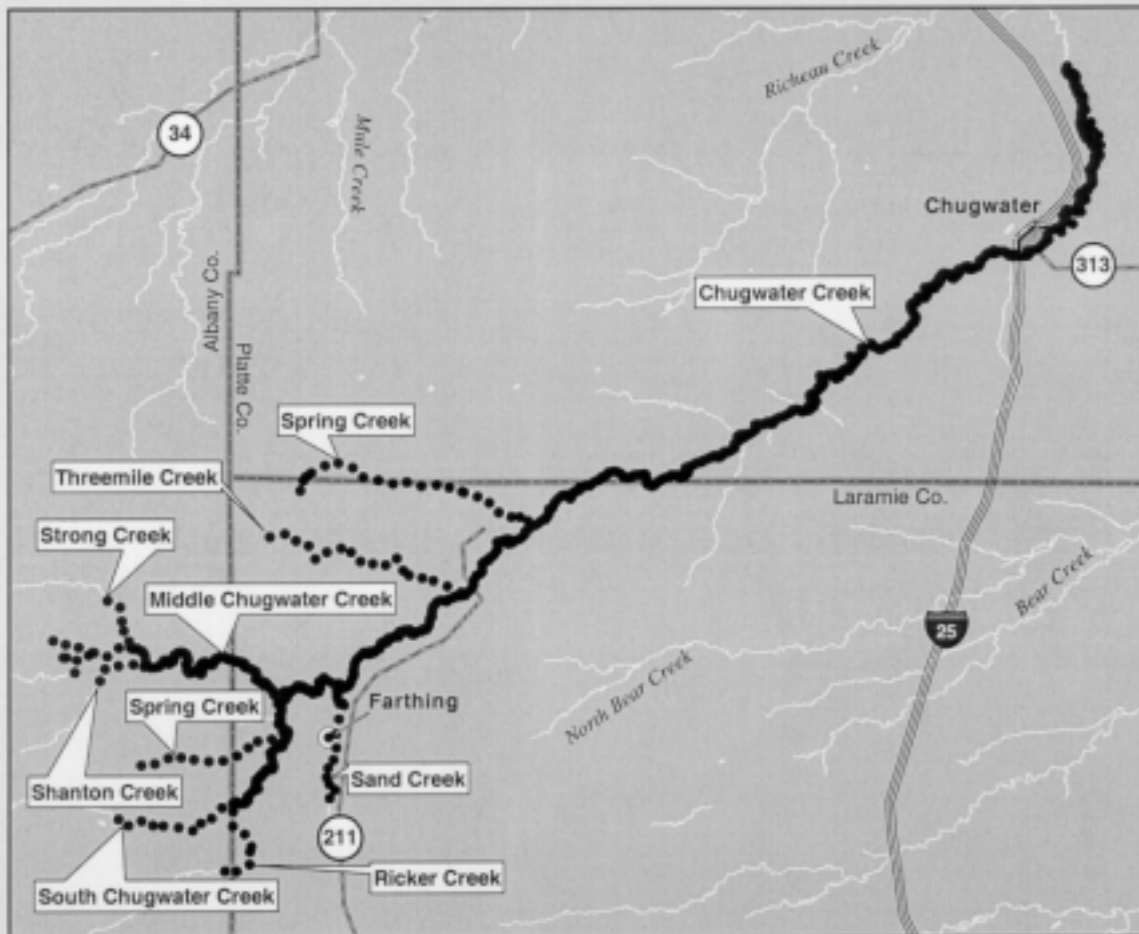 Richeau Creek
34
Mule Creek
Chugwater
313
Albany Co.
Platte Co.
Chugwater Creek
Spring Creek
Threemile Creek
Laramie Co.
Strong Creek
Middle Chugwater Creek
Bear Creek
25
North Bear Creek
Farthing
Spring Creek
Shanton Creek
Sand Creek
211
South Chugwater Creek
Ricker Creek